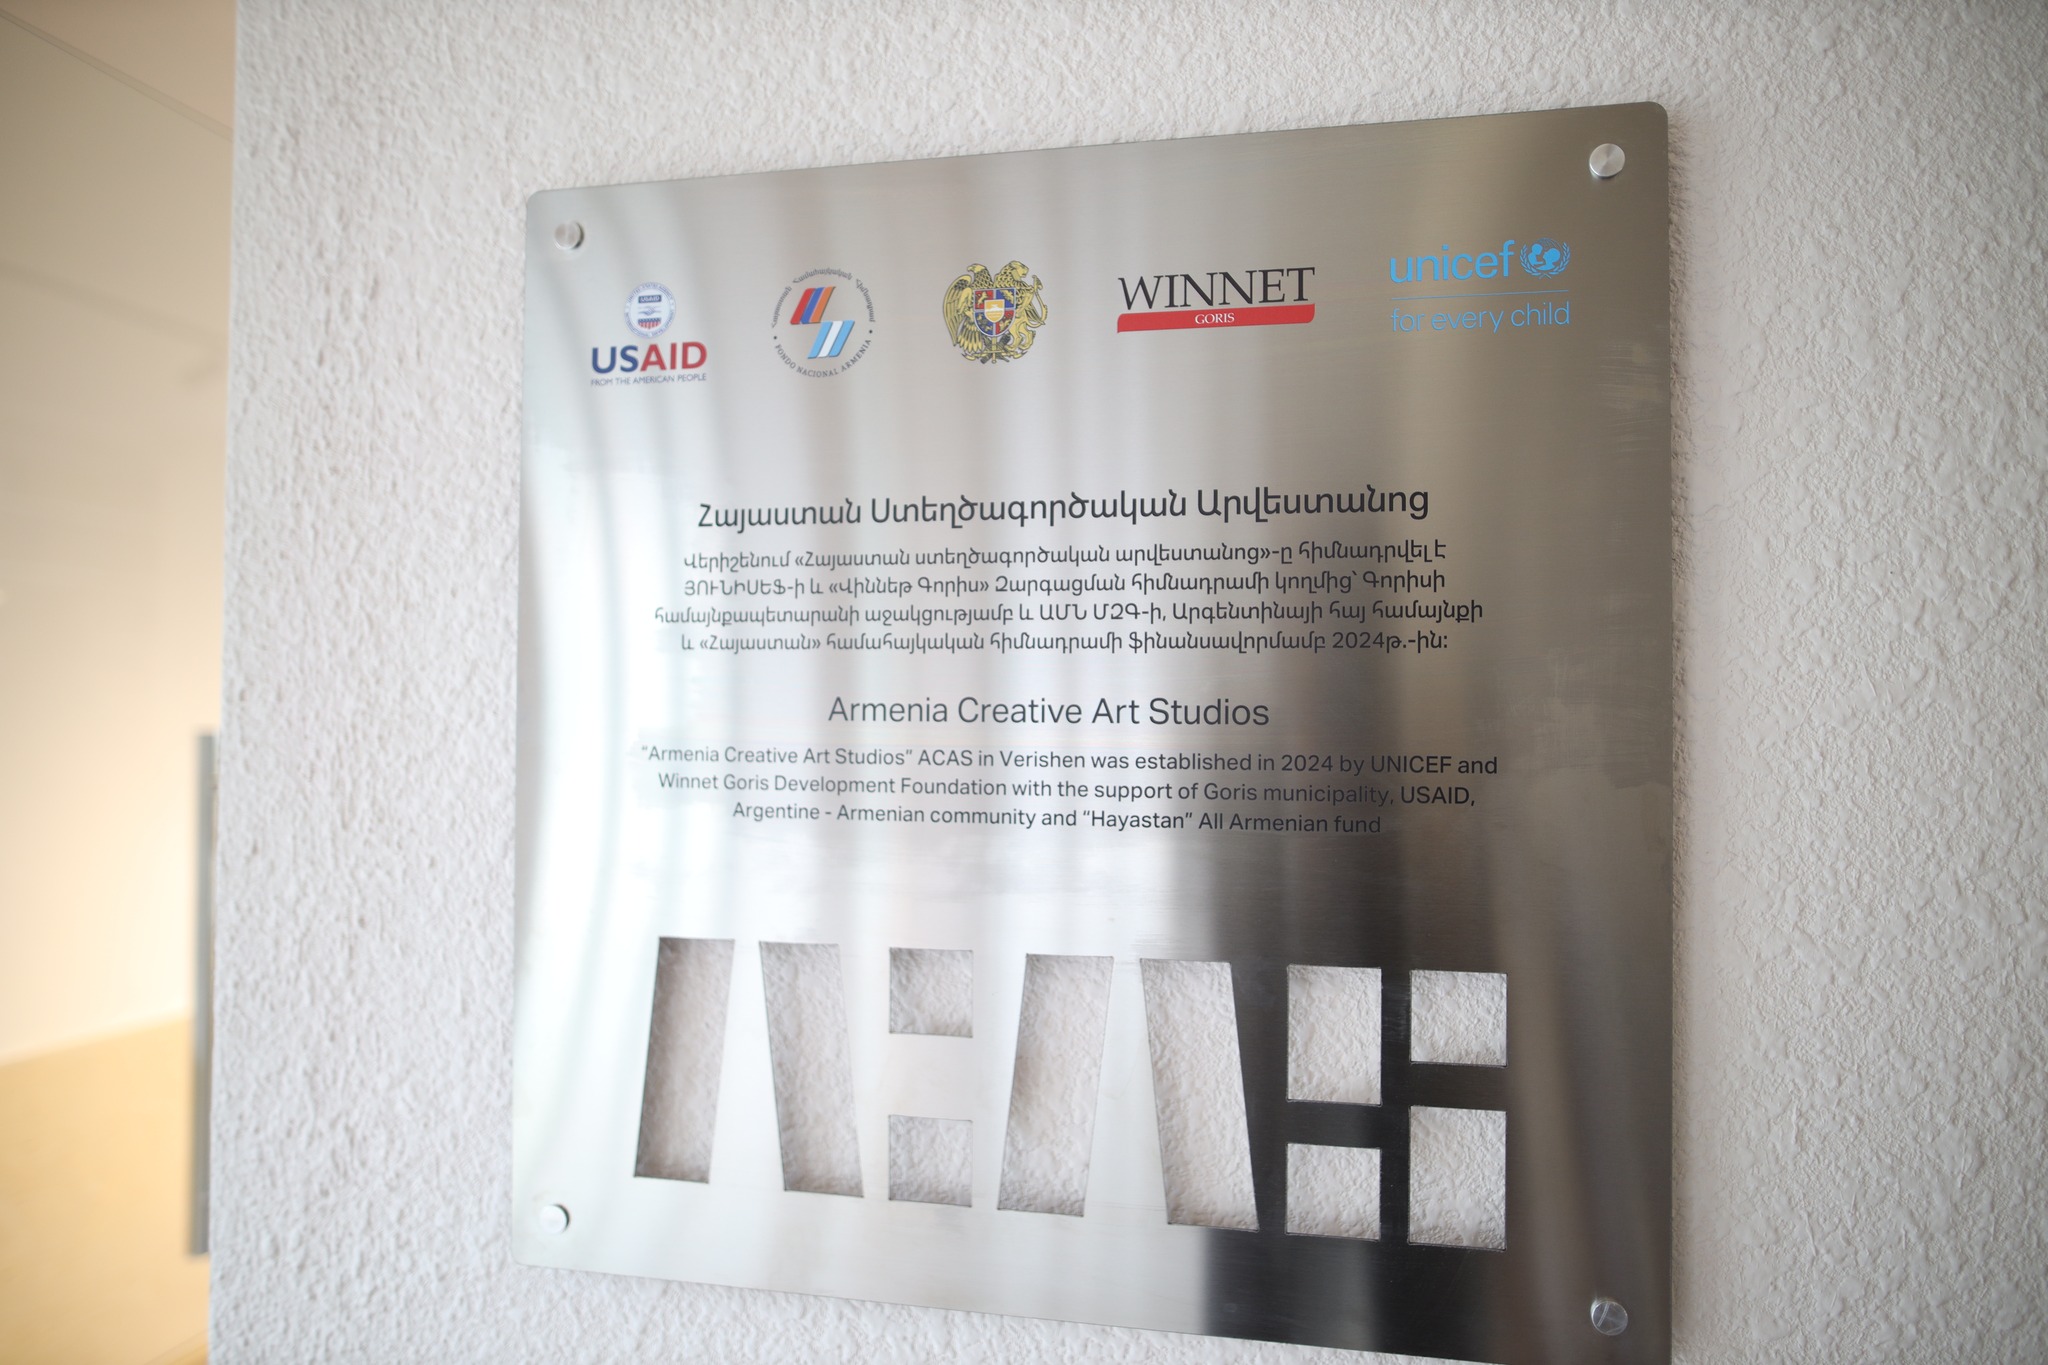 USAID
FROM THE AMERICAN PEOPLE
Հայաստան Համահայկական Հիմնադրամ
FONDO NACIONAL ARMENIA
WINNET
GORIS
unicef
for every child
Հայաստան Ստեղծագործական Արվեստանոց
Վերիշենում «Հայաստան ստեղծագործական արվեստանոց»-ը հիմնադրվել է
ՅՈՒՆԻՍԵՖ-ի և «Վիննեթ Գորիս» Զարգացման հիմնադրամի կողմից՝ Գորիսի
համայնքապետարանի աջակցությամբ և ԱՄՆ ՄԶԳ-ի, Արգենտինայի հայ համայնքի
և «Հայաստան» համահայկական հիմնադրամի ֆինանսավորմամբ 2024թ.-ին:
Armenia Creative Art Studios
“Armenia Creative Art Studios” ACAS in Verishen was established in 2024 by UNICEF and
Winnet Goris Development Foundation with the support of Goris municipality, USAID,
Argentine - Armenian community and “Hayastan” All Armenian fund